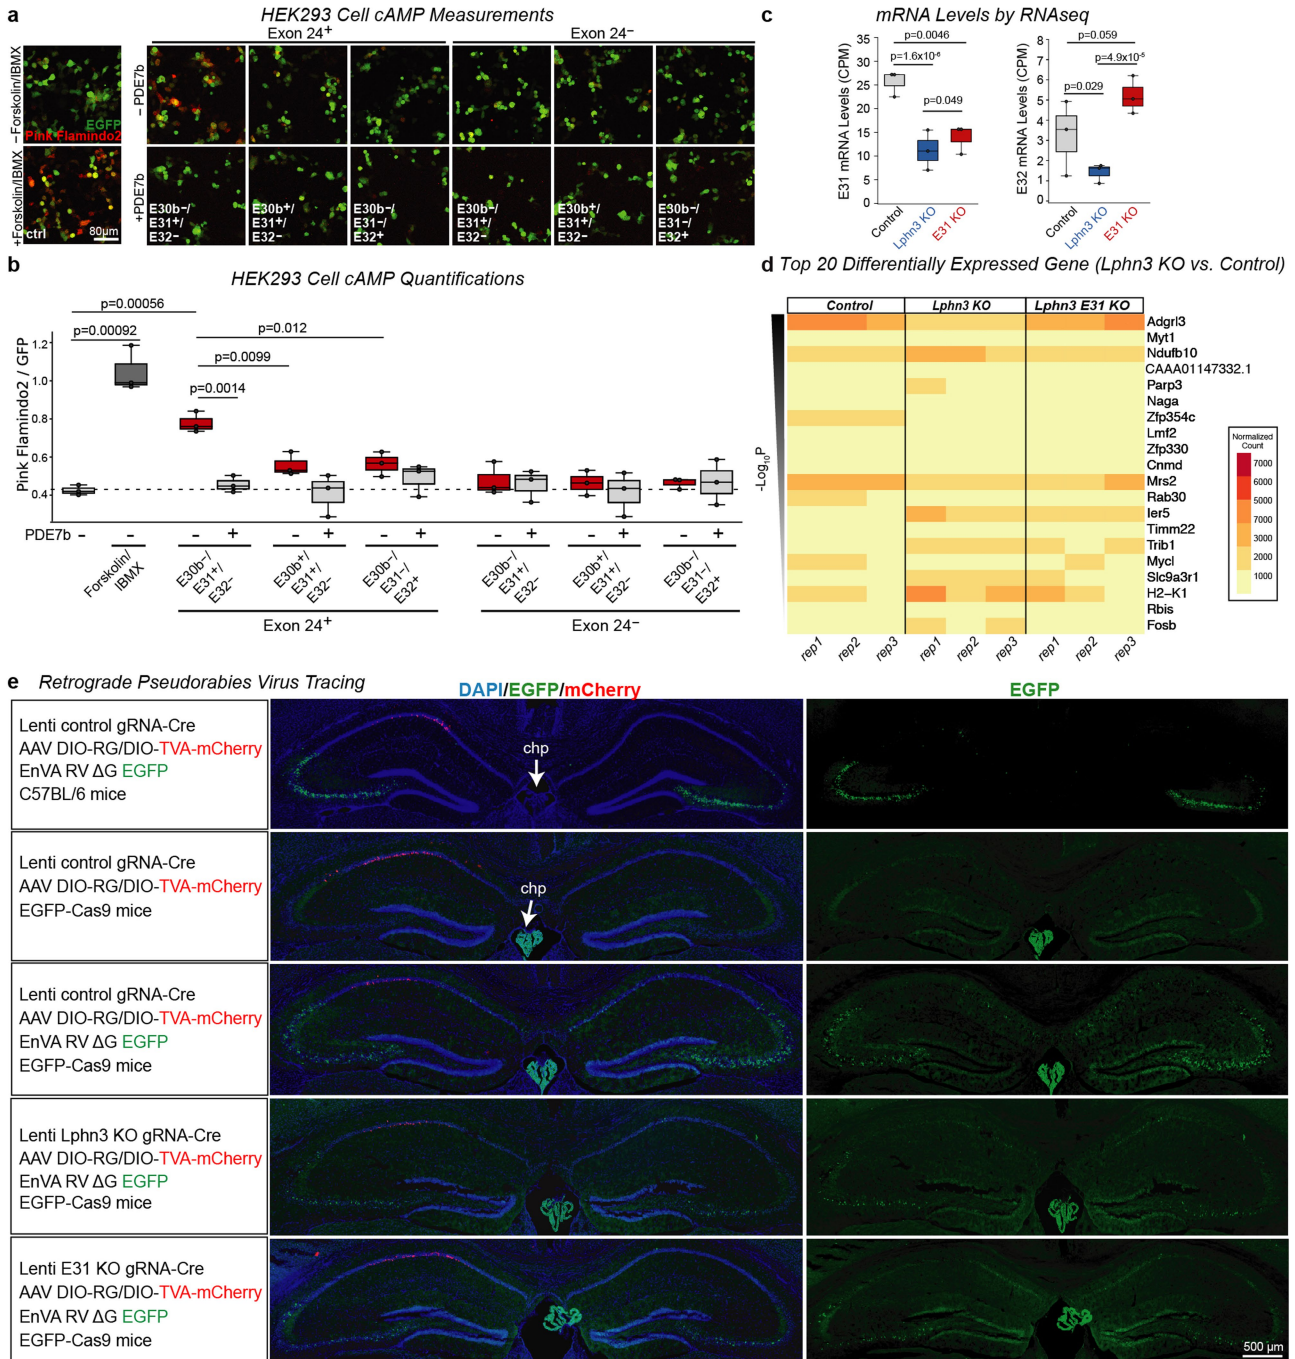 a
HEK293 Cell cAMP Measurements
Exon 24+
Exon 24−
−Forskolin/IBMX
EGFP
Pink Flamindo2
+Forskolin/IBMX
ctrl
80µm
−PDE7b
+PDE7b
E30b−/
E31+/
E32−
E30b+/
E31+/
E32−
E30b−/
E31−/
E32+
E30b−/
E31+/
E32−
E30b+/
E31+/
E32−
E30b−/
E31−/
E32+
b
HEK293 Cell cAMP Quantifications
Pink Flamindo2 / GFP
1.2
1.0
0.8
0.6
0.4
p=0.00056
p=0.00092
p=0.012
p=0.0099
p=0.0014
PDE7b − − − + − + − + − + − + − +
Forskolin/
IBMX
E30b−/
E31+/
E32−
E30b+/
E31+/
E32−
E30b−/
E31−/
E32+
E30b−/
E31+/
E32−
E30b+/
E31+/
E32−
E30b−/
E31−/
E32+
Exon 24+
Exon 24−
c
mRNA Levels by RNAseq
E31 mRNA Levels (CPM)
35
30
25
20
15
10
5
0
p=0.0046
p=1.6x10-6
p=0.049
Control
Lphn3 KO
E31 KO
E32 mRNA Levels (CPM)
8
7
6
5
4
3
2
1
0
p=0.059
p=4.9x10-5
p=0.029
Control
Lphn3 KO
E31 KO
d
Top 20 Differentially Expressed Gene (Lphn3 KO vs. Control)
Control
Lphn3 KO
Lphn3 E31 KO
-Log10P
Adgrl3
Myt1
Ndufb10
CAAA01147332.1
Parp3
Naga
Zfp354c
Lmf2
Zfp330
Cnmd
Mrs2
Rab30
Ier5
Timm22
Trib1
Mycl
Slc9a3r1
H2−K1
Rbis
Fosb
rep1 rep2 rep3 rep1 rep2 rep3 rep1 rep2 rep3
Normalized
Count
7000
6000
5000
7000
3000
2000
1000
e
Retrograde Pseudorabies Virus Tracing
DAPI/EGFP/mCherry
EGFP
Lenti control gRNA-Cre
AAV DIO-RG/DIO-TVA-mCherry
EnVA RV ΔG EGFP
C57BL/6 mice
chp
Lenti control gRNA-Cre
AAV DIO-RG/DIO-TVA-mCherry
EGFP-Cas9 mice
chp
Lenti control gRNA-Cre
AAV DIO-RG/DIO-TVA-mCherry
EnVA RV ΔG EGFP
EGFP-Cas9 mice
Lenti Lphn3 KO gRNA-Cre
AAV DIO-RG/DIO-TVA-mCherry
EnVA RV ΔG EGFP
EGFP-Cas9 mice
Lenti E31 KO gRNA-Cre
AAV DIO-RG/DIO-TVA-mCherry
EnVA RV ΔG EGFP
EGFP-Cas9 mice
500 µm